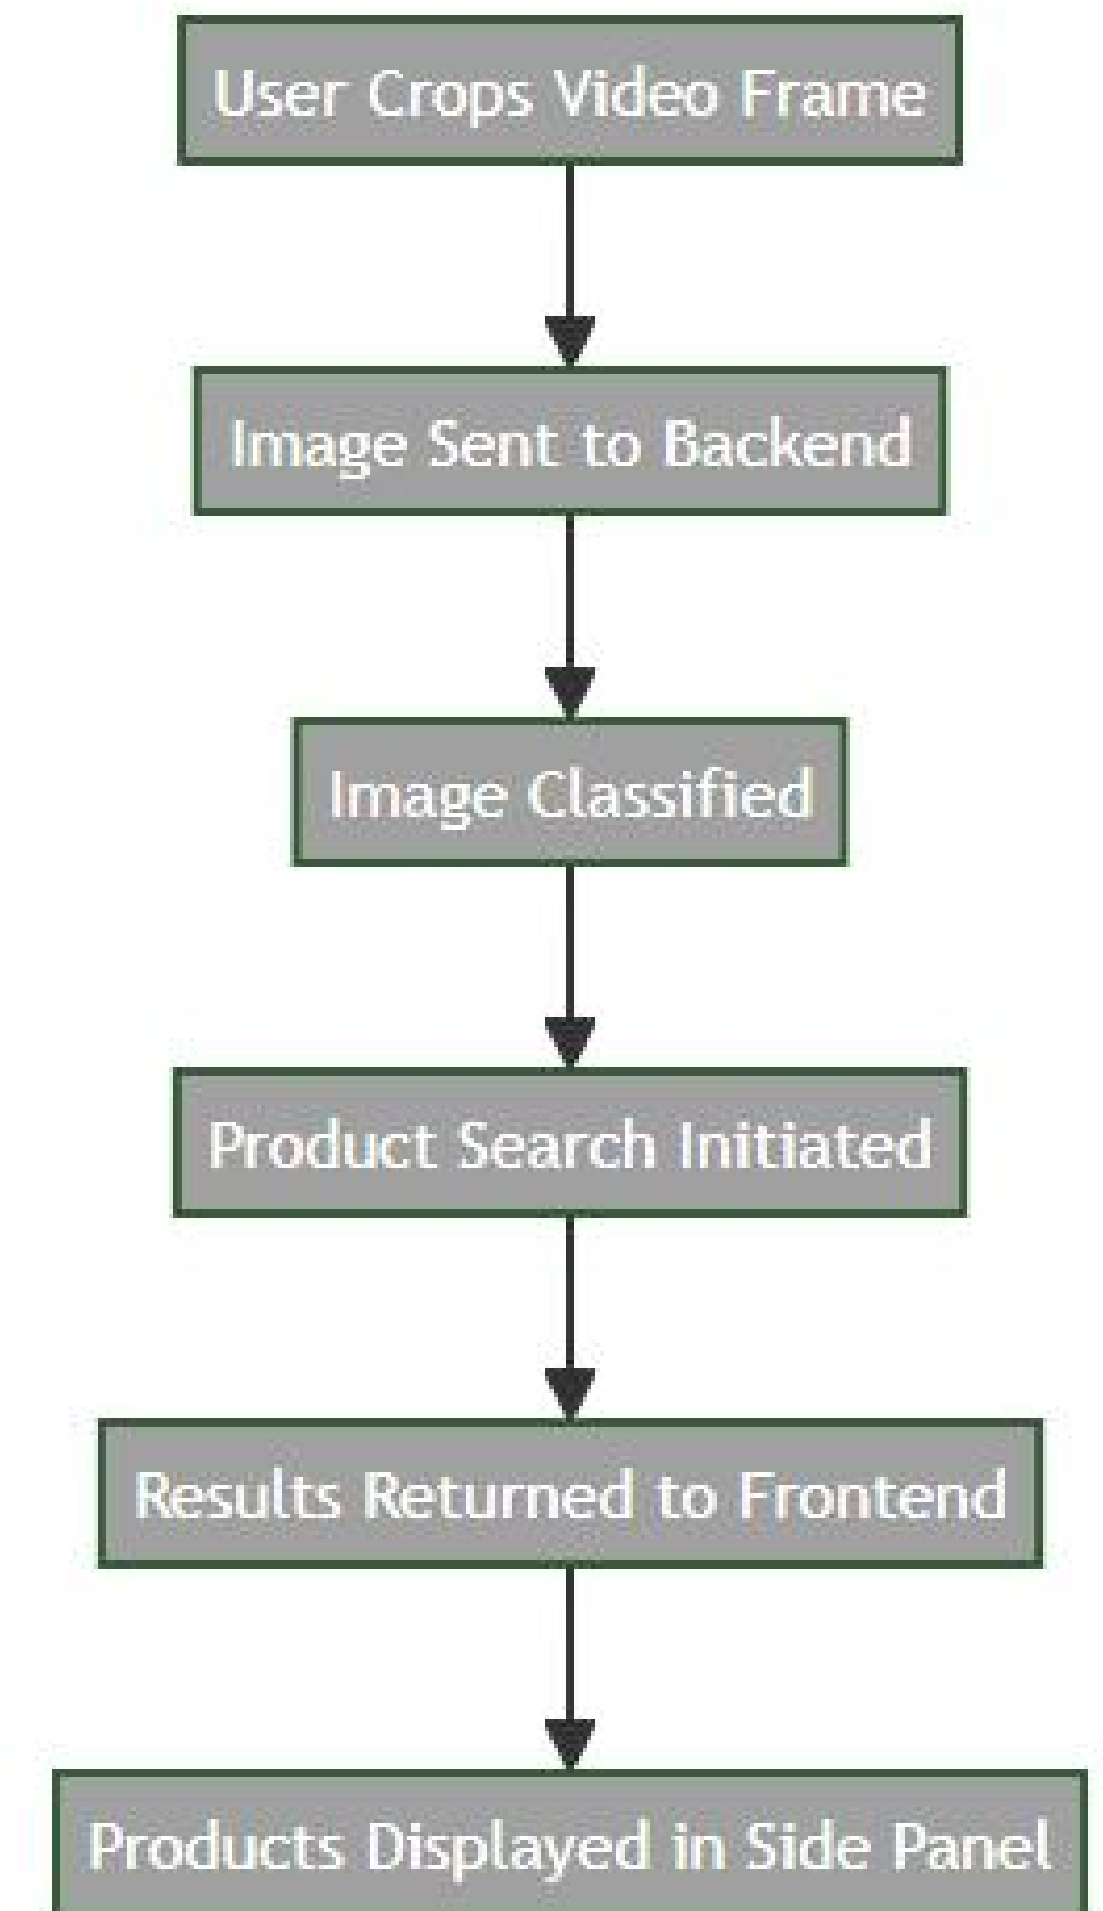 User Crops Video Frame
Image Sent to Backend
Image Classified
Product Search Initiated
Results Returned to Frontend
Products Displayed in Side Panel